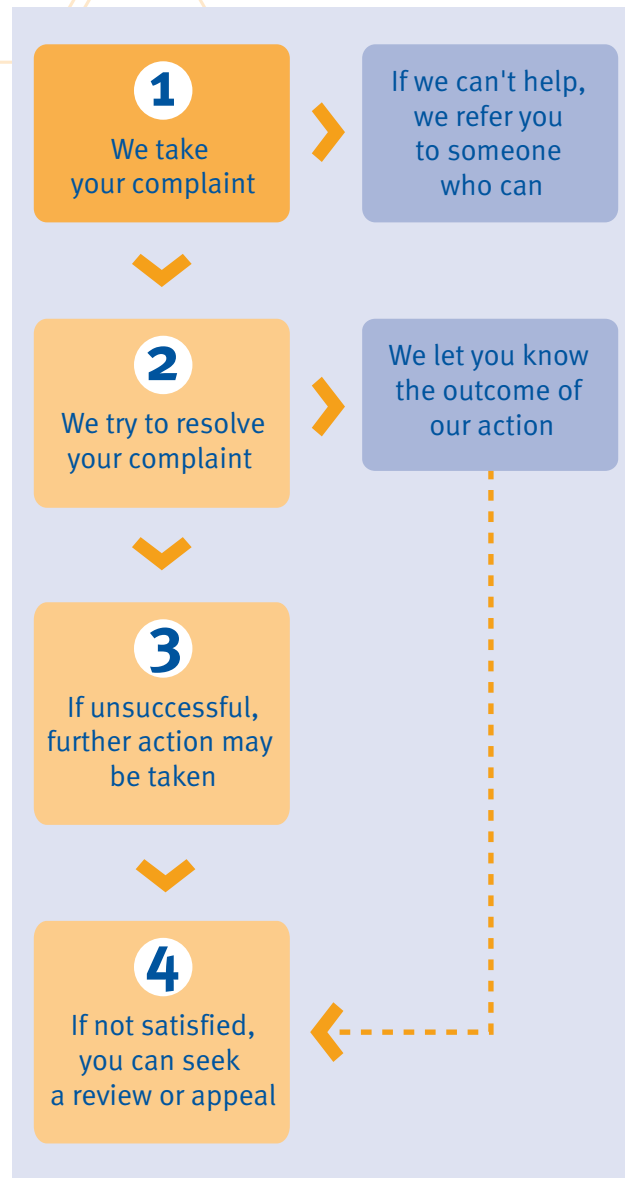 1
We take
your complaint
If we can't help,
we refer you
to someone
who can
2
We try to resolve
your complaint
We let you know
the outcome of
our action
3
If unsuccessful,
further action may
be taken
4
If not satisfied,
you can seek
a review or appeal